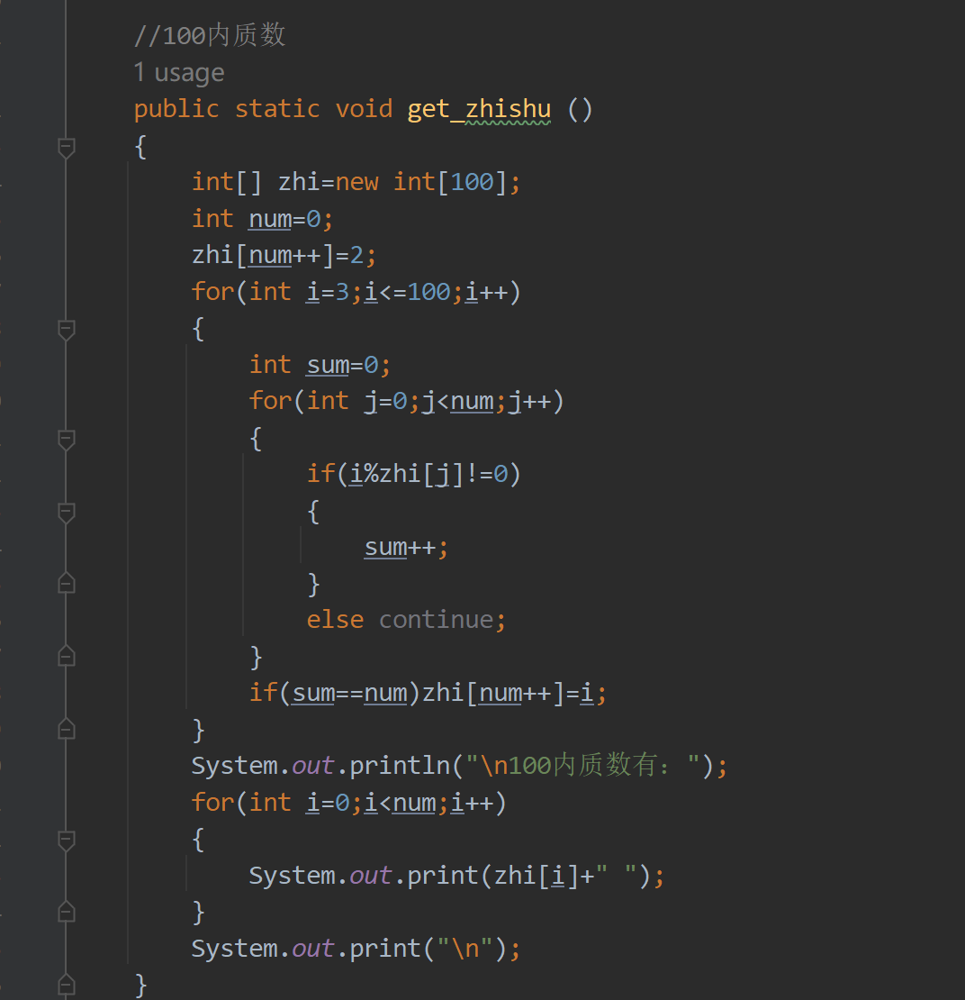 //100内质数
1 usage
public static void get_zhishu ()
{
int[] zhi=new int[100];
int num=0;
zhi[num++]=2;
for(int i=3;i<=100;i++)
{
int sum=0;
for(int j=0;j<num;j++)
{
if(i%zhi[j]!=0)
{
sum++;
}
else continue;
}
if(sum==num)zhi[num++]=i;
}
System.out.println("\n100内质数有：");
for(int i=0;i<num;i++)
{
System.out.print(zhi[i]+" ");
}
System.out.print("\n");
}